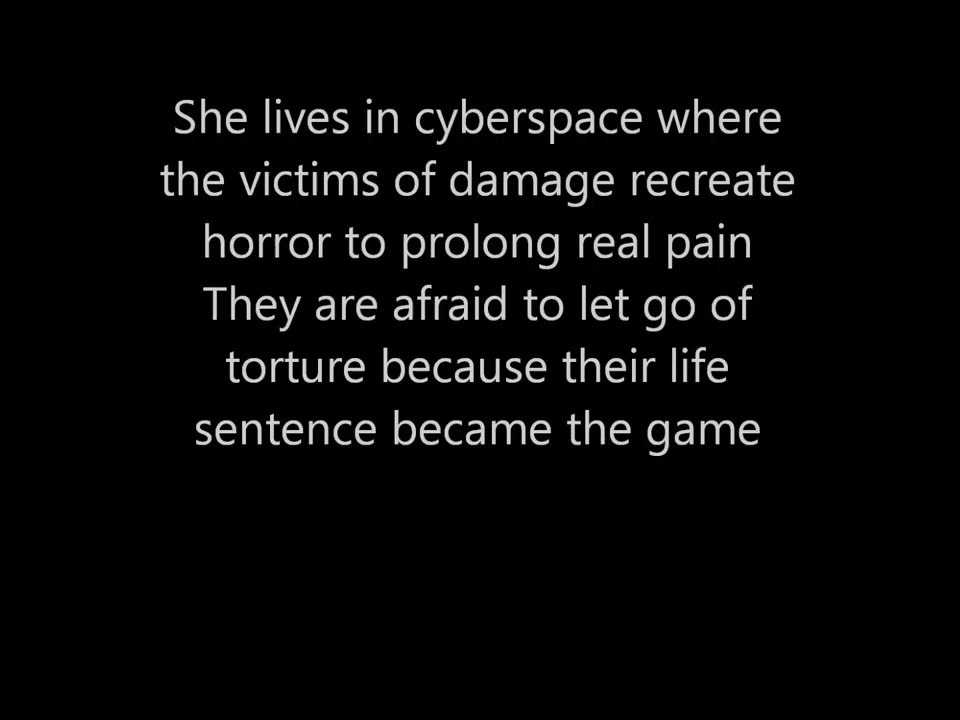 She lives in cyberspace where
the victims of damage recreate
horror to prolong real pain
They are afraid to let go of
torture because their life
sentence became the game